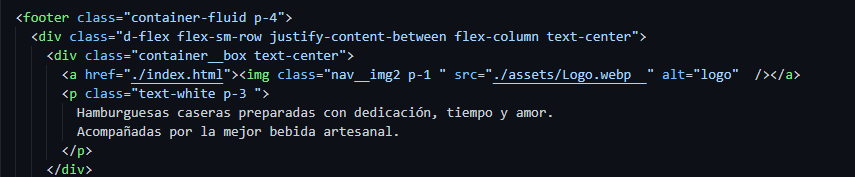 <footer class="container-fluid p-4">
<div class="d-flex flex-sm-row justify-content-between flex-column text-center">
<div class="container__box text-center">
<a href="./index.html"><img class="nav__img2 p-1 " src="./assets/Logo.webp  " alt="logo"  /></a>
<p class="text-white p-3 ">
Hamburguesas caseras preparadas con dedicación, tiempo y amor.
Acompañadas por la mejor bebida artesanal.
</p>
</div>